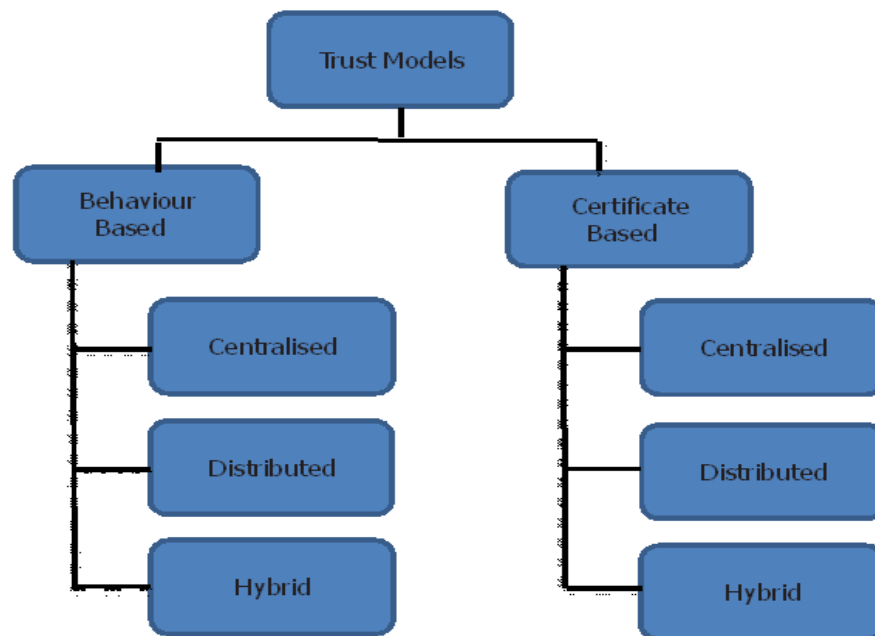 Trust Models
Behaviour
Based
Certificate
Based
Centralised
Centralised
Distributed
Distributed
Hybrid
Hybrid